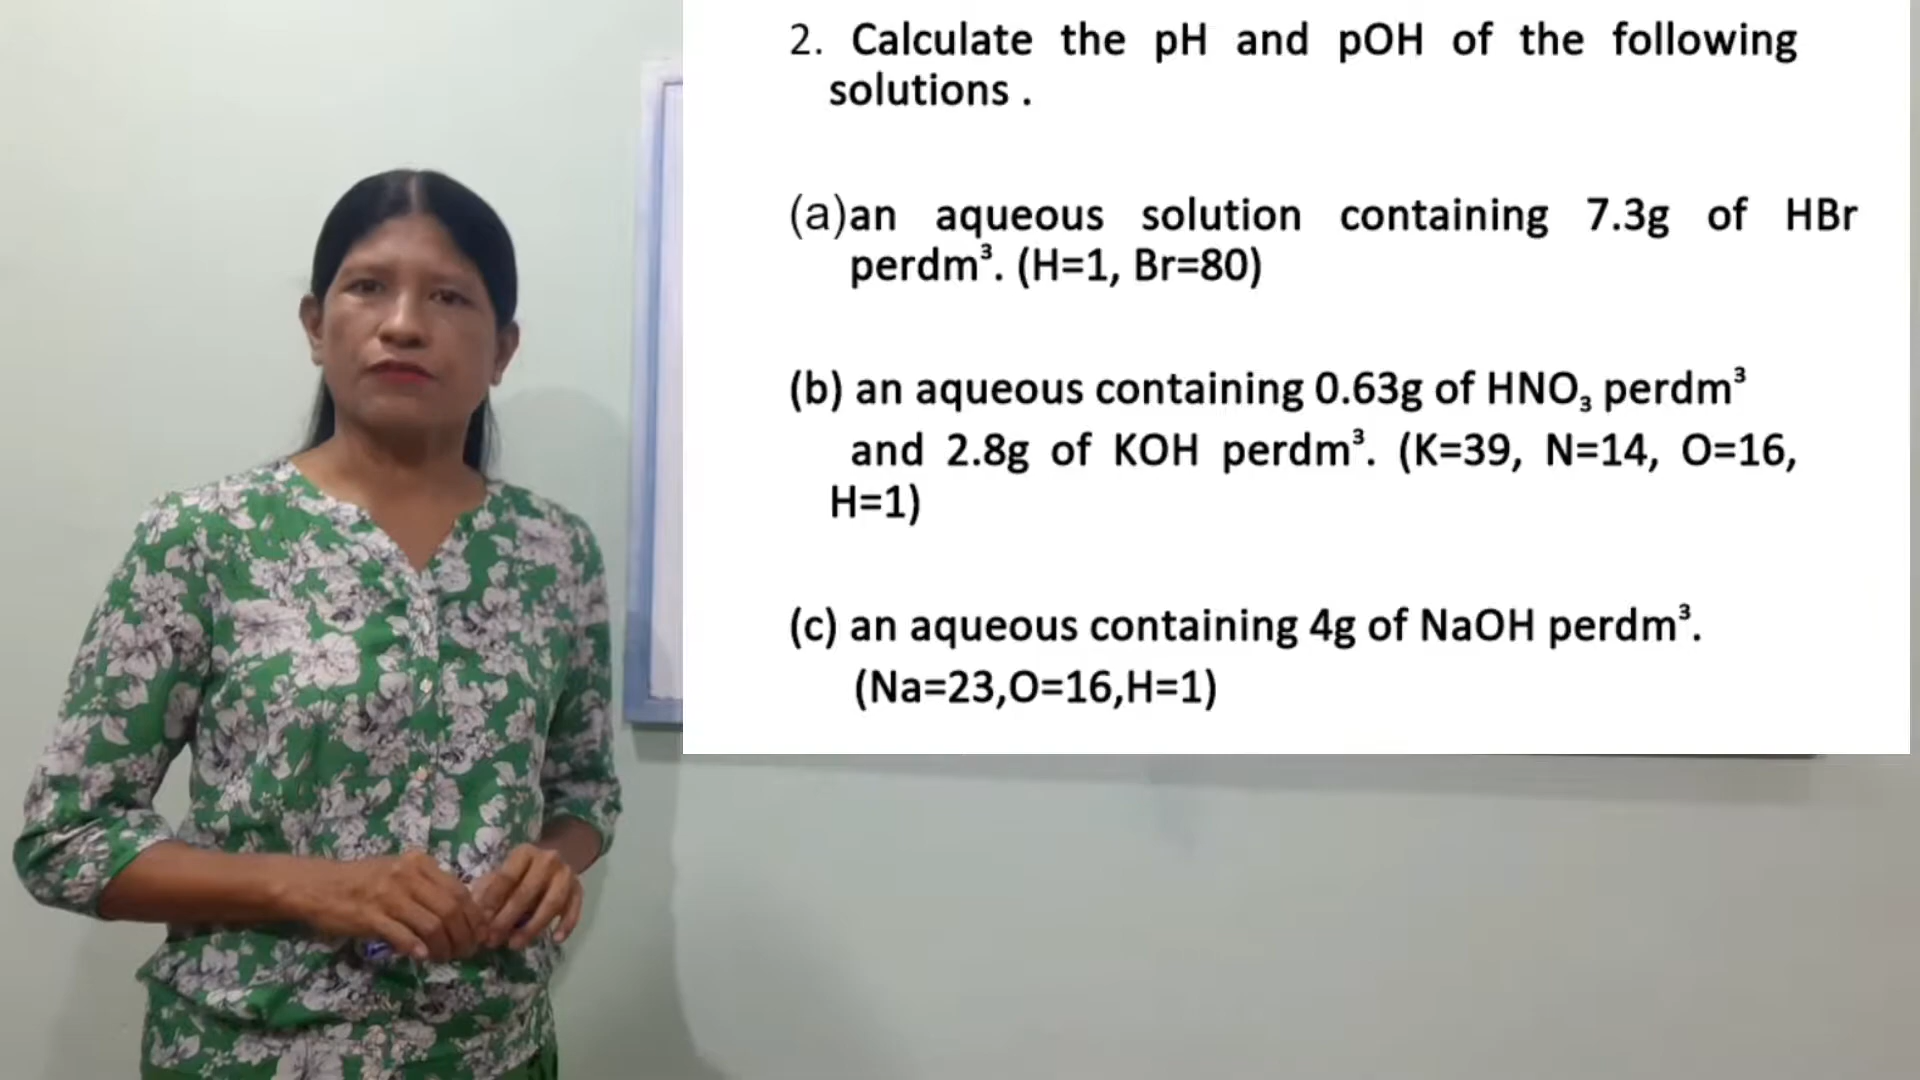 2. Calculate the pH and pOH of the following
solutions .
(a)an aqueous solution containing 7.3g of HBr
perdm³. (H=1, Br=80)
(b) an aqueous containing 0.63g of HNO₃ perdm³
and 2.8g of KOH perdm³. (K=39, N=14, O=16,
H=1)
(c) an aqueous containing 4g of NaOH perdm³.
(Na=23,O=16,H=1)